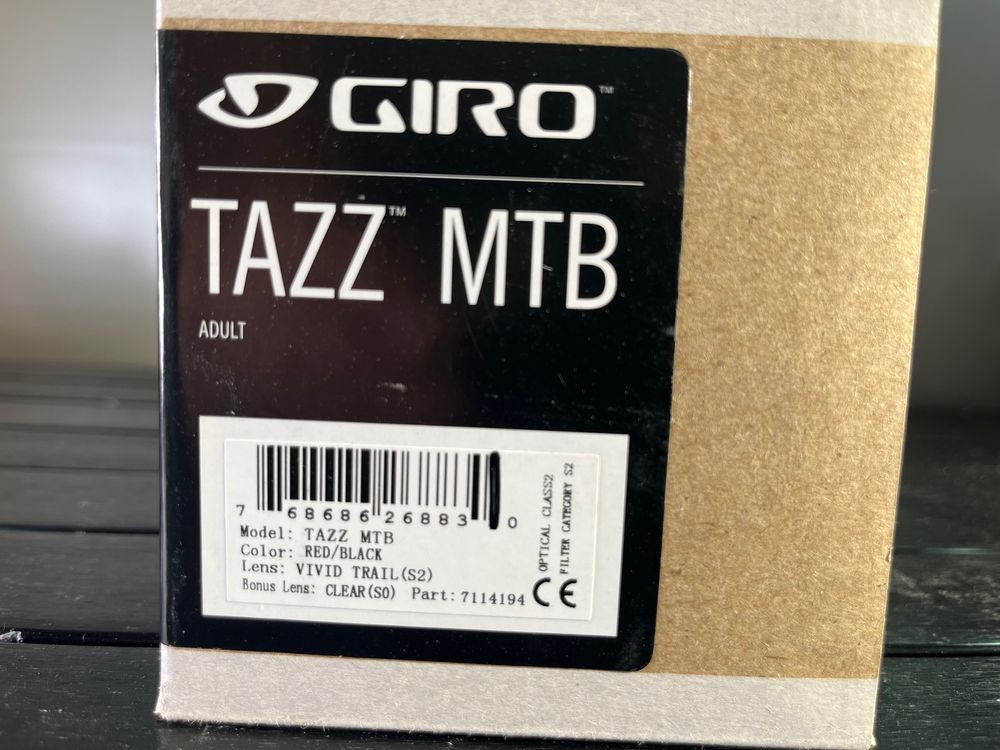 GIRO™
TAZZ™ MTB
ADULT
7 68686 26883 0
Model: TAZZ MTB
Color: RED/BLACK
Lens: VIVID TRAIL(S2)
Bonus Lens: CLEAR(S0) Part: 7114194
OPTICAL CLASS2
FILTER CATEGORY S2
CE